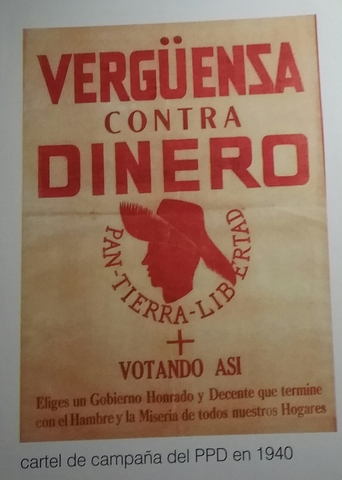 VERGÜENSA
CONTRA
DINERO
PAN-TIERRA-LIBERTAD
+
VOTANDO ASI
Eliges un Gobierno Honrado y Decente que termine
con el Hambre y la Miseria de todos nuestros Hogares
cartel de campaña del PPD en 1940